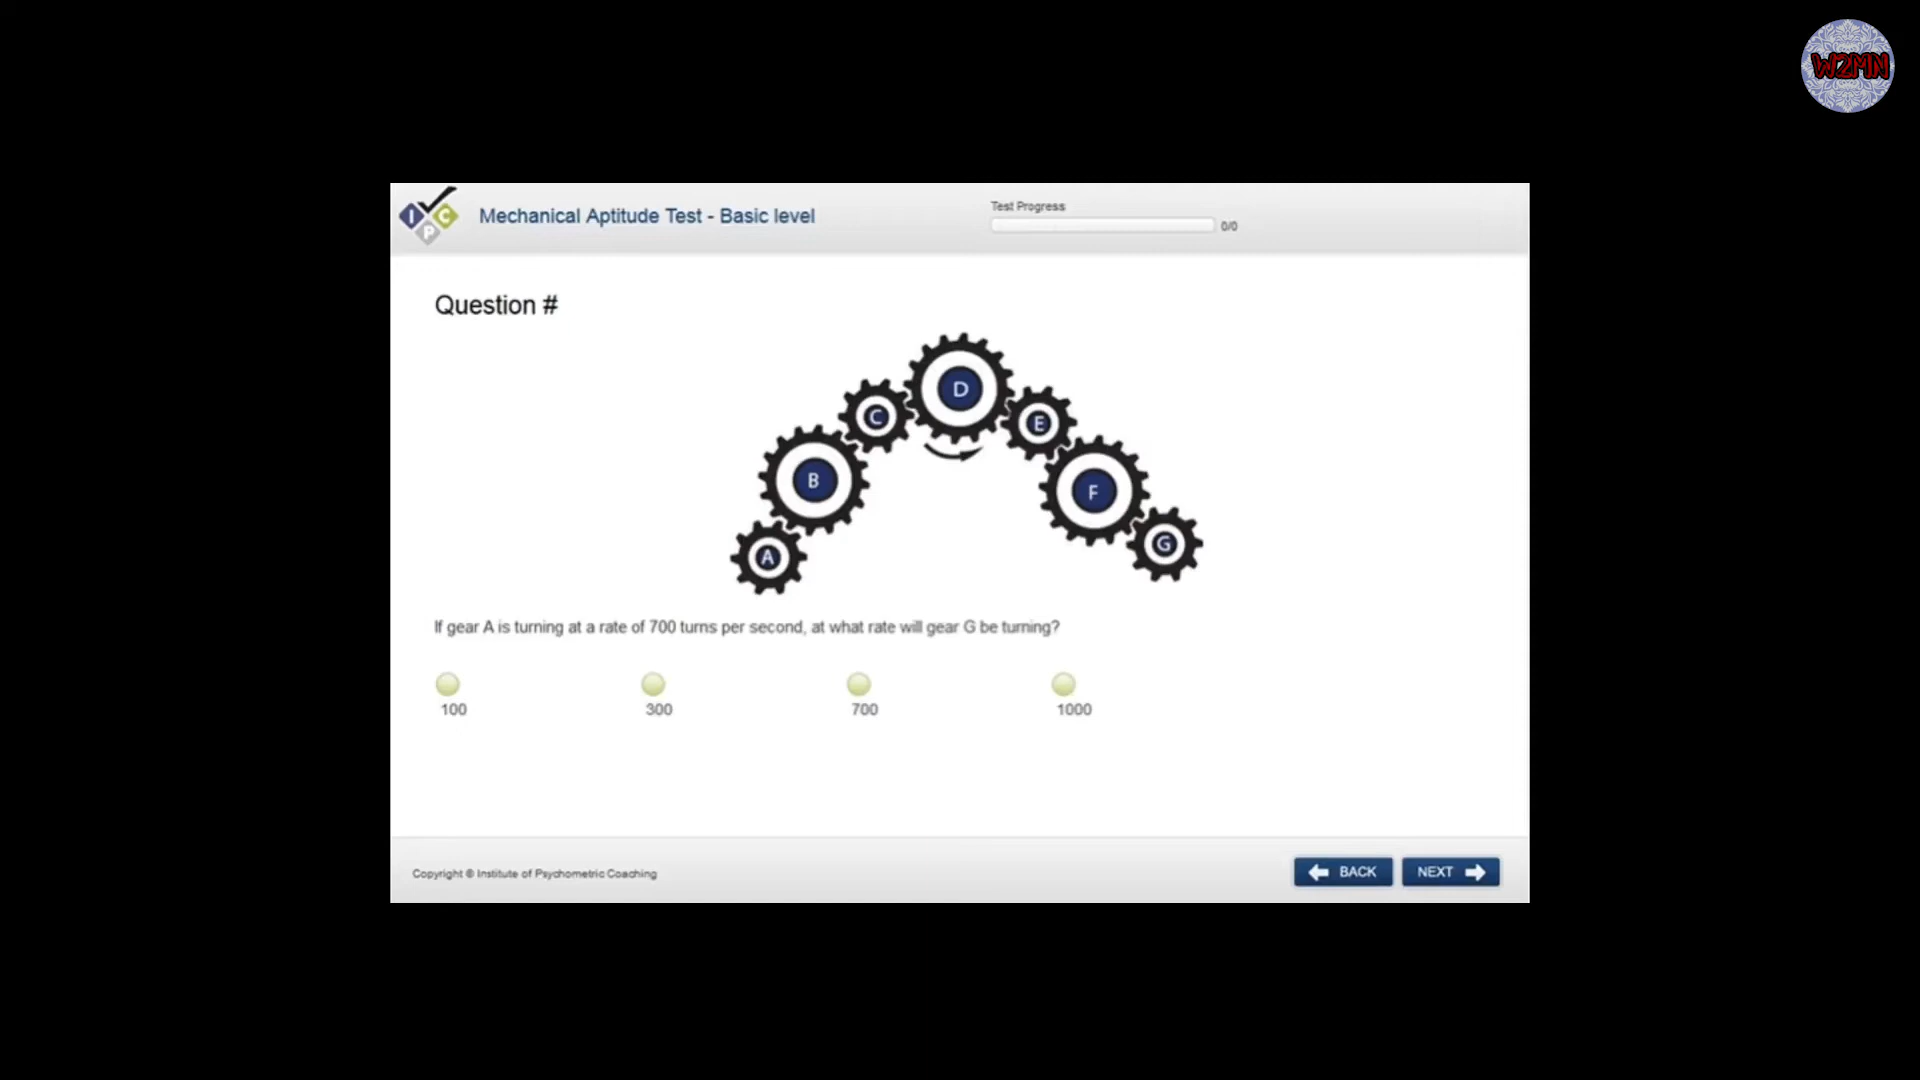 W2MN
I C
P
Mechanical Aptitude Test - Basic level
Test Progress
0/0
Question #
D
C
E
B
F
A
G
If gear A is turning at a rate of 700 turns per second, at what rate will gear G be turning?
100 300 700 1000
Copyright © Institute of Psychometric Coaching
BACK NEXT